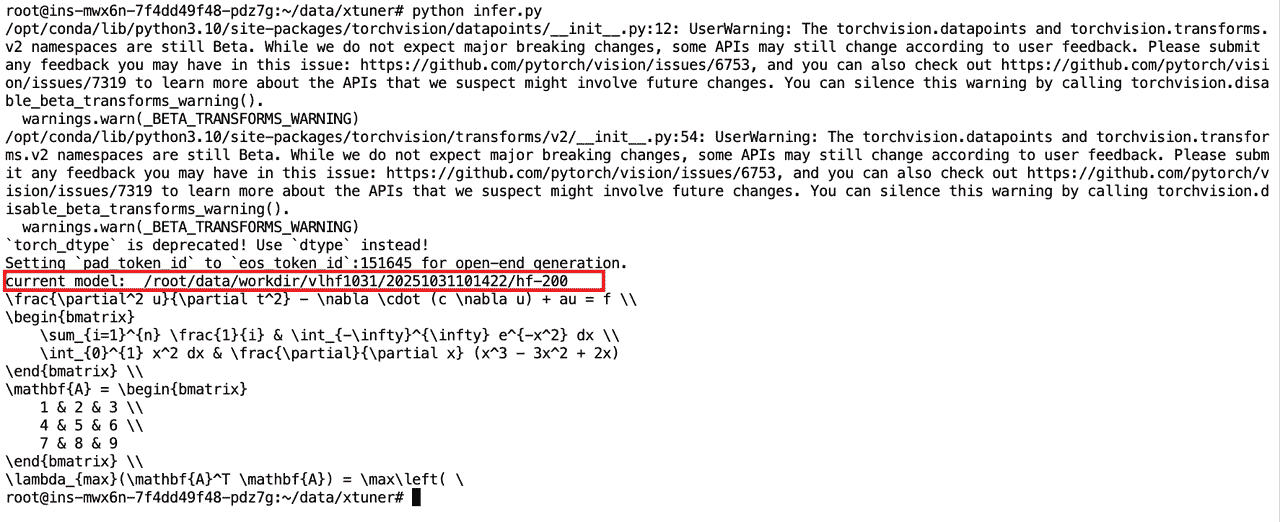 root@ins-mwx6n-7f4dd49f48-pdz7g:~/data/xtuner# python infer.py
/opt/conda/lib/python3.10/site-packages/torchvision/datapoints/__init__.py:12: UserWarning: The torchvision.datapoints and torchvision.transforms.
v2 namespaces are still Beta. While we do not expect major breaking changes, some APIs may still change according to user feedback. Please submit
any feedback you may have in this issue: https://github.com/pytorch/vision/issues/6753, and you can also check out https://github.com/pytorch/visi
on/issues/7319 to learn more about the APIs that we suspect might involve future changes. You can silence this warning by calling torchvision.disa
ble_beta_transforms_warning().
  warnings.warn(_BETA_TRANSFORMS_WARNING)
/opt/conda/lib/python3.10/site-packages/torchvision/transforms/v2/__init__.py:54: UserWarning: The torchvision.datapoints and torchvision.transfor
ms.v2 namespaces are still Beta. While we do not expect major breaking changes, some APIs may still change according to user feedback. Please subm
it any feedback you may have in this issue: https://github.com/pytorch/vision/issues/6753, and you can also check out https://github.com/pytorch/v
ision/issues/7319 to learn more about the APIs that we suspect might involve future changes. You can silence this warning by calling torchvision.d
isable_beta_transforms_warning().
  warnings.warn(_BETA_TRANSFORMS_WARNING)
`torch_dtype` is deprecated! Use `dtype` instead!
Setting `pad_token_id` to `eos_token_id`:151645 for open-end generation.
current model:  /root/data/workdir/vlhf1031/20251031101422/hf-200
\frac{\partial^2 u}{\partial t^2} - \nabla \cdot (c \nabla u) + au = f \\
\begin{bmatrix}
    \sum_{i=1}^{n} \frac{1}{i} & \int_{-\infty}^{\infty} e^{-x^2} dx \\
    \int_{0}^{1} x^2 dx & \frac{\partial}{\partial x} (x^3 - 3x^2 + 2x)
\end{bmatrix} \\
\mathbf{A} = \begin{bmatrix}
    1 & 2 & 3 \\
    4 & 5 & 6 \\
    7 & 8 & 9
\end{bmatrix} \\
\lambda_{max}(\mathbf{A}^T \mathbf{A}) = \max\left( \
root@ins-mwx6n-7f4dd49f48-pdz7g:~/data/xtuner#